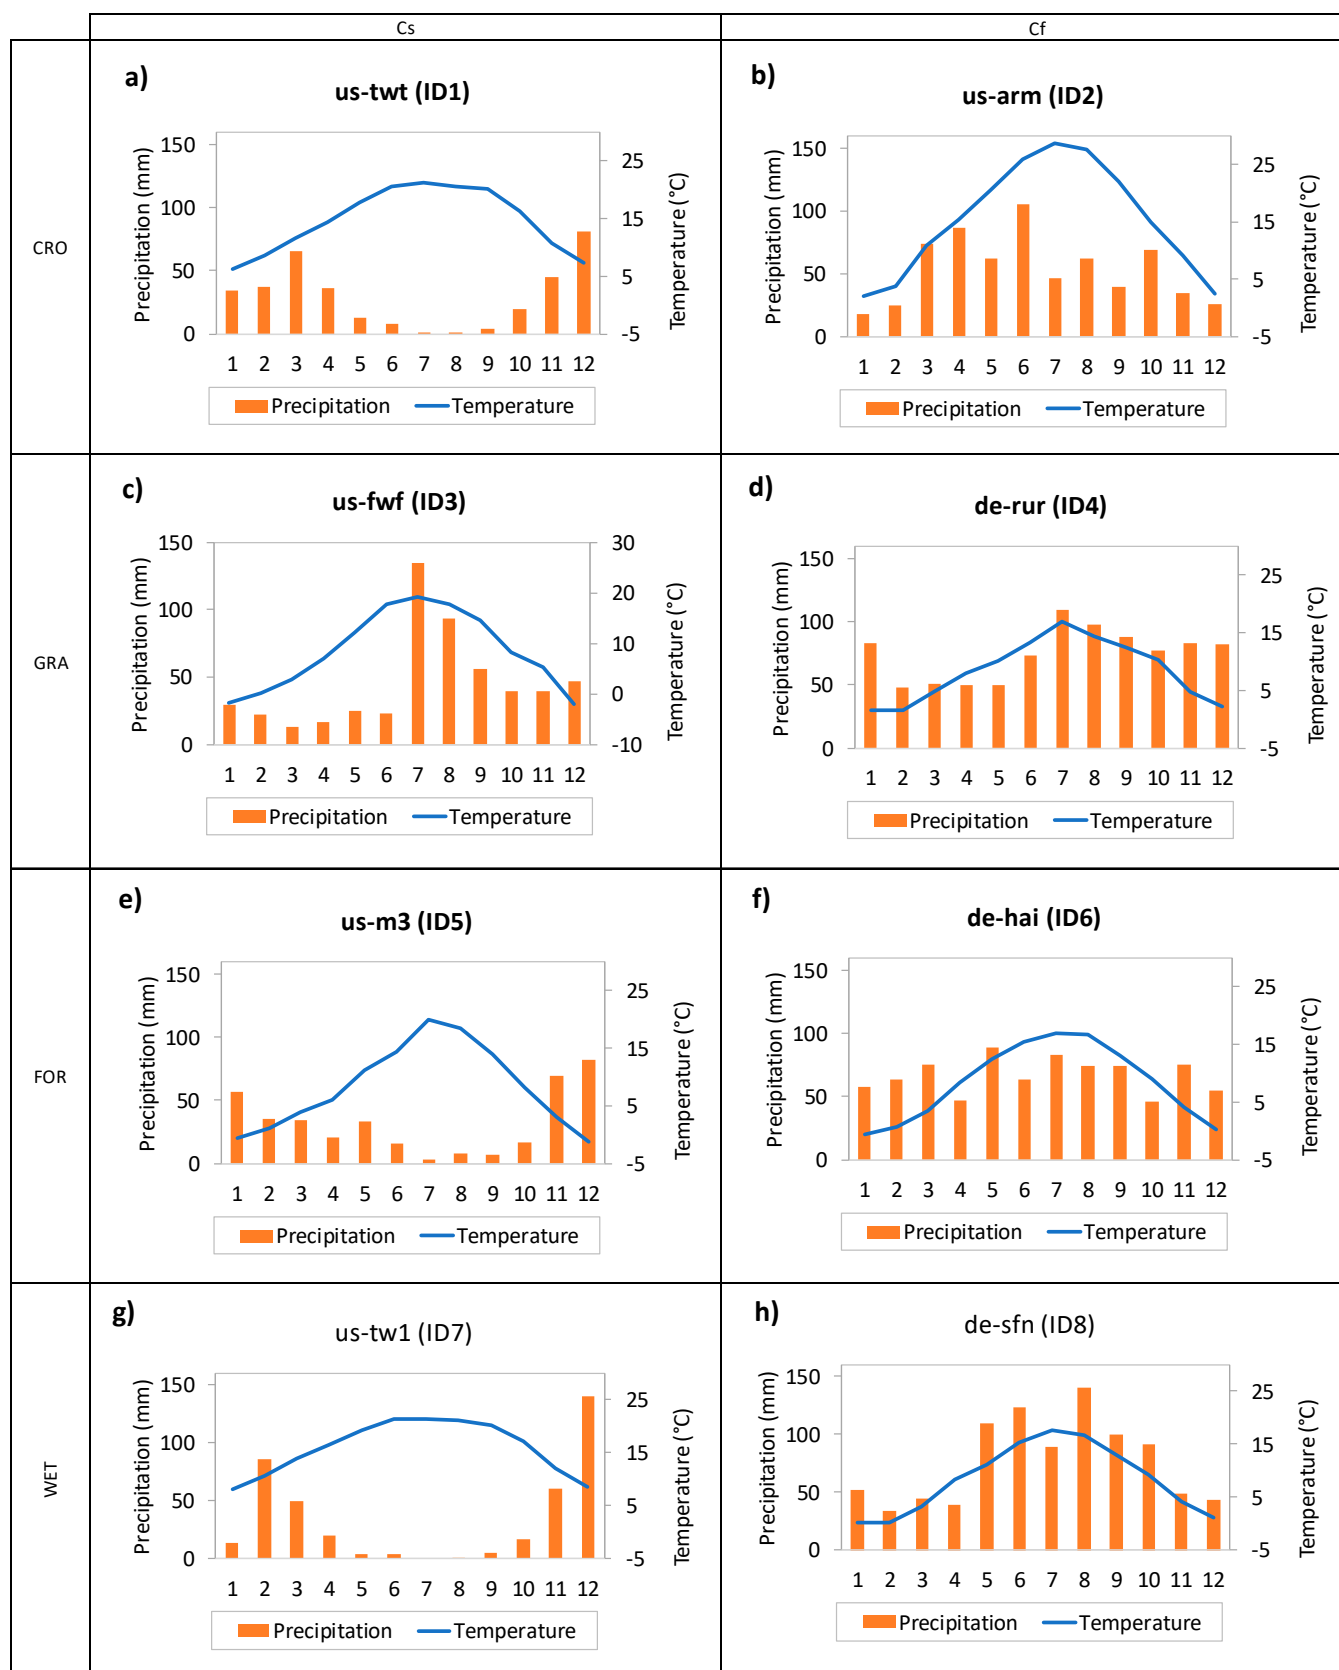 Cs Cf
CRO
a)
us-twt (ID1)
Precipitation (mm)
150
100
50
0
25
15
5
-5
Temperature (°C)
1 2 3 4 5 6 7 8 9 10 11 12
Precipitation Temperature
b)
us-arm (ID2)
Precipitation (mm)
150
100
50
0
25
15
5
-5
Temperature (°C)
1 2 3 4 5 6 7 8 9 10 11 12
Precipitation Temperature
GRA
c)
us-fwf (ID3)
Precipitation (mm)
150
100
50
0
30
20
10
0
-10
Temperature (°C)
1 2 3 4 5 6 7 8 9 10 11 12
Precipitation Temperature
d)
de-rur (ID4)
Precipitation (mm)
150
100
50
0
25
15
5
-5
Temperature (°C)
1 2 3 4 5 6 7 8 9 10 11 12
Precipitation Temperature
FOR
e)
us-m3 (ID5)
Precipitation (mm)
150
100
50
0
25
15
5
-5
Temperature (°C)
1 2 3 4 5 6 7 8 9 10 11 12
Precipitation Temperature
f)
de-hai (ID6)
Precipitation (mm)
150
100
50
0
25
15
5
-5
Temperature (°C)
1 2 3 4 5 6 7 8 9 10 11 12
Precipitation Temperature
WET
g)
us-tw1 (ID7)
Precipitation (mm)
150
100
50
0
25
15
5
-5
Temperature (°C)
1 2 3 4 5 6 7 8 9 10 11 12
Precipitation Temperature
h)
de-sfn (ID8)
Precipitation (mm)
150
100
50
0
25
15
5
-5
Temperature (°C)
1 2 3 4 5 6 7 8 9 10 11 12
Precipitation Temperature